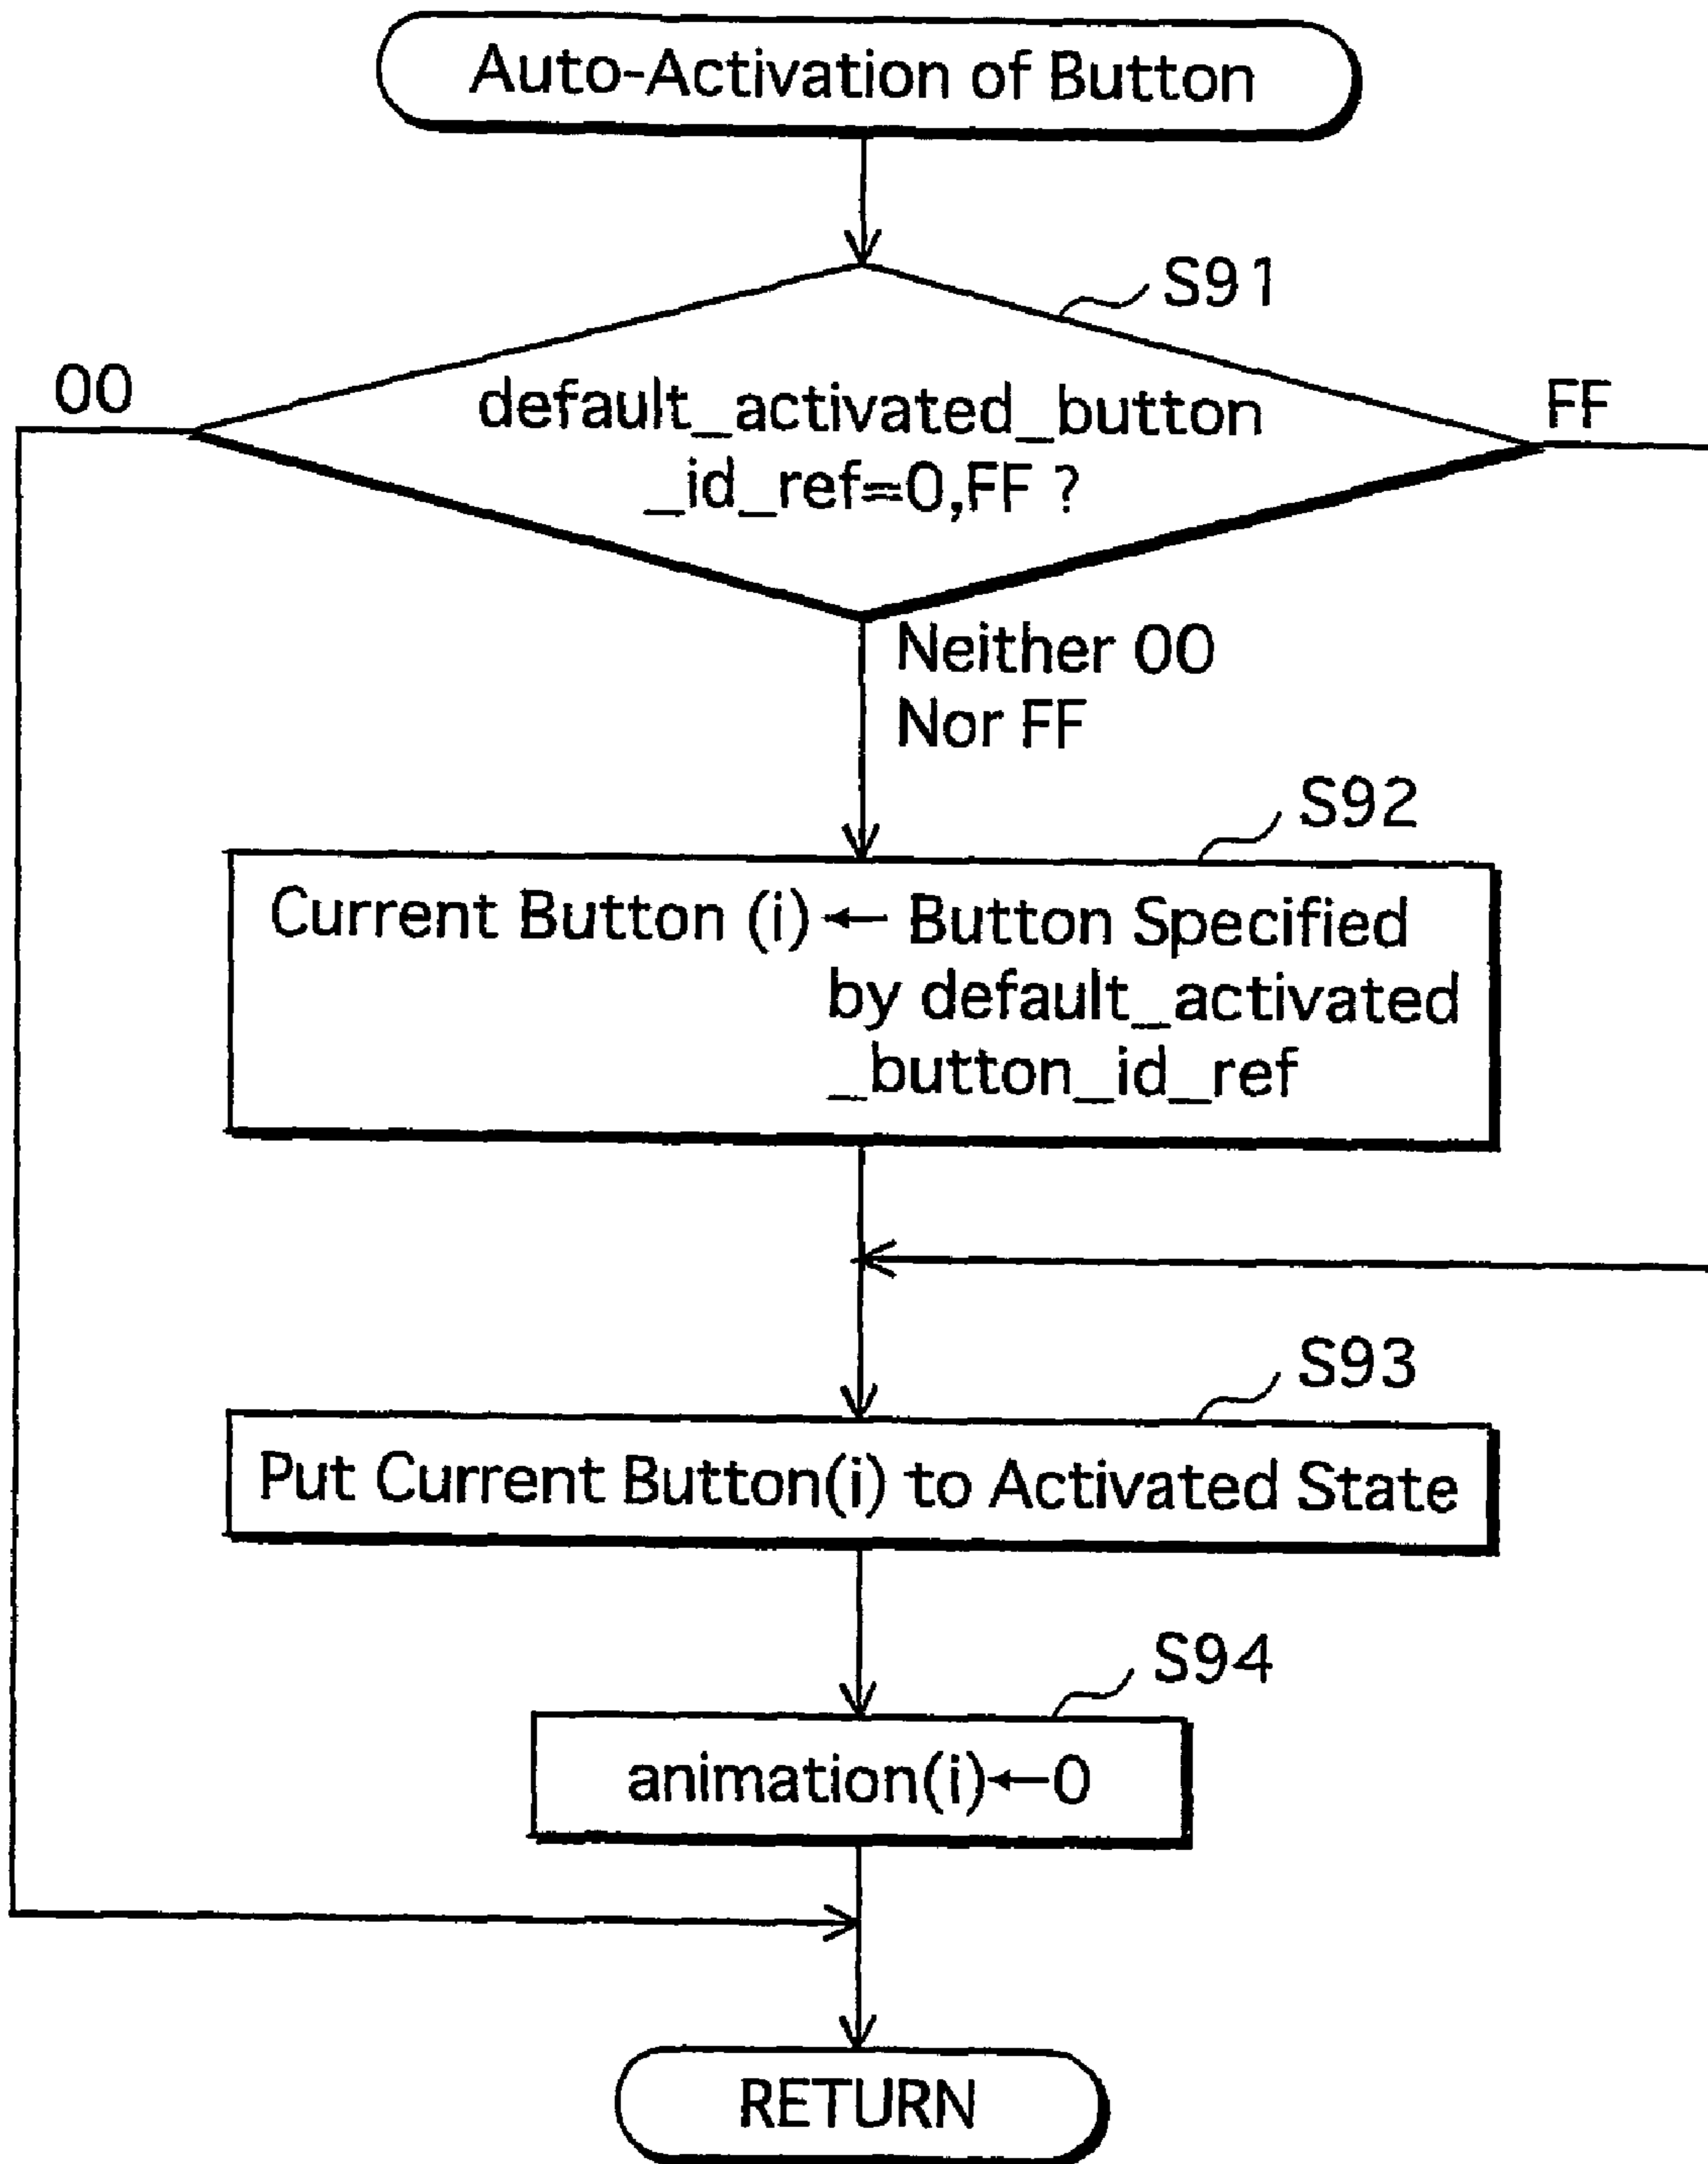 Auto-Activation of Button
S91
00
FF
default_activated_button
_id_ref=0,FF ?
Neither 00
Nor FF
S92
Current Button (i)← Button Specified
by default_activated
_button_id_ref
S93
Put Current Button(i) to Activated State
S94
animation(i)←0
RETURN